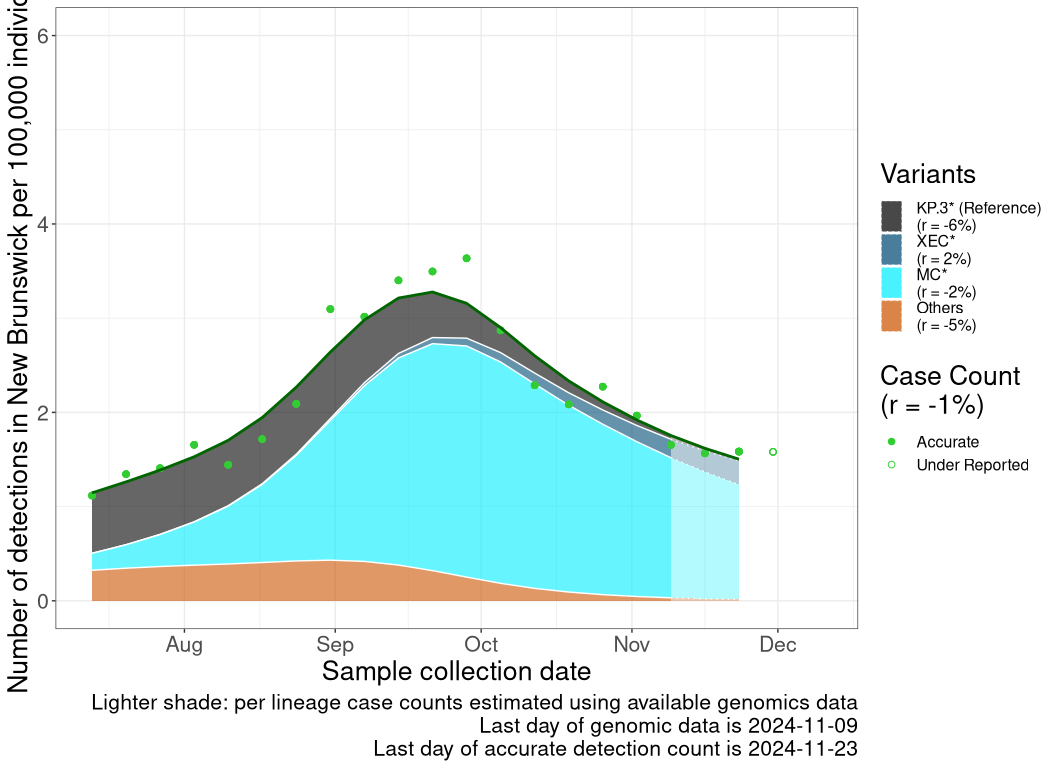 Number of detections in New Brunswick per 100,000
6
4
2
0
Aug Sep Oct Nov Dec
Sample collection date
Lighter shade: per lineage case counts estimated using available genomics data
Last day of genomic data is 2024-11-09
Last day of accurate detection count is 2024-11-23
Variants
KP.3* (Reference)
(r = -6%)
XEC*
(r = 2%)
MC*
(r = -2%)
Others
(r = -5%)
Case Count
(r = -1%)
Accurate
Under Reported